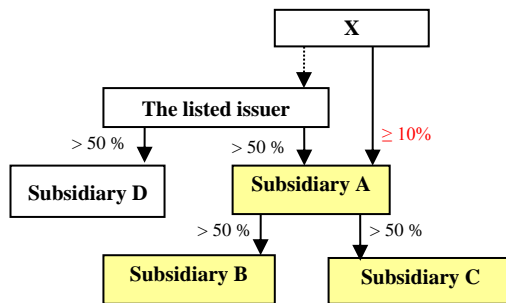 X
The listed issuer
> 50 %
> 50 %
≥ 10%
Subsidiary D
Subsidiary A
> 50 %
> 50 %
Subsidiary B
Subsidiary C